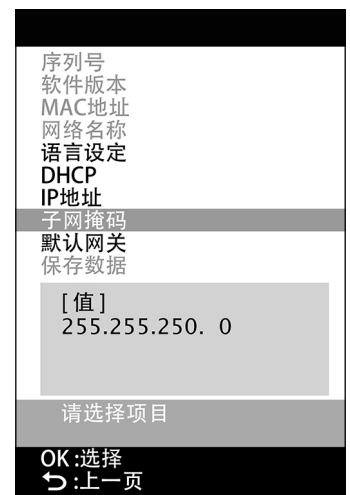 序列号
软件版本
MAC地址
网络名称
语言设定
DHCP
IP地址
子网掩码
默认网关
保存数据
[值]
255.255.250. 0
请选择项目
OK :选择
⮌ :上一页